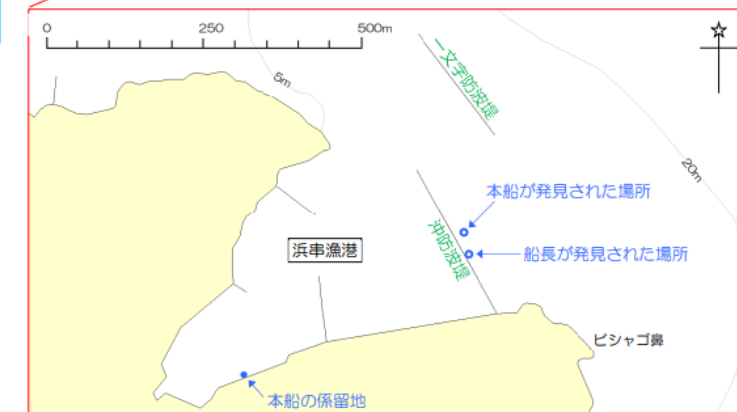 0
250
500m
5m
一文字防波堤
20m
本船が発見された場所
沖防波堤
船長が発見された場所
浜串漁港
ピシャゴ鼻
本船の係留地